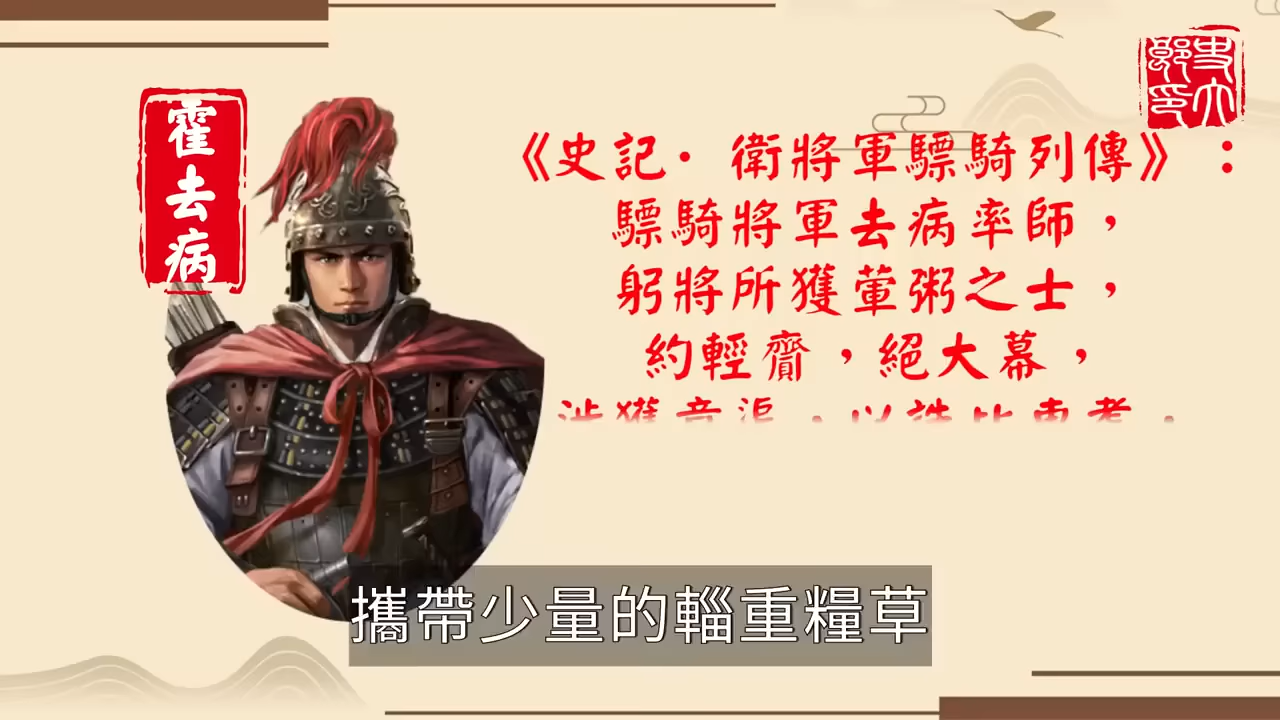 霍去病
《史記·衛將軍驃騎列傳》：
驃騎將軍去病率師，
躬將所獲葷粥之士，
約輕齎，絕大幕，
攜帶少量的輜重糧草